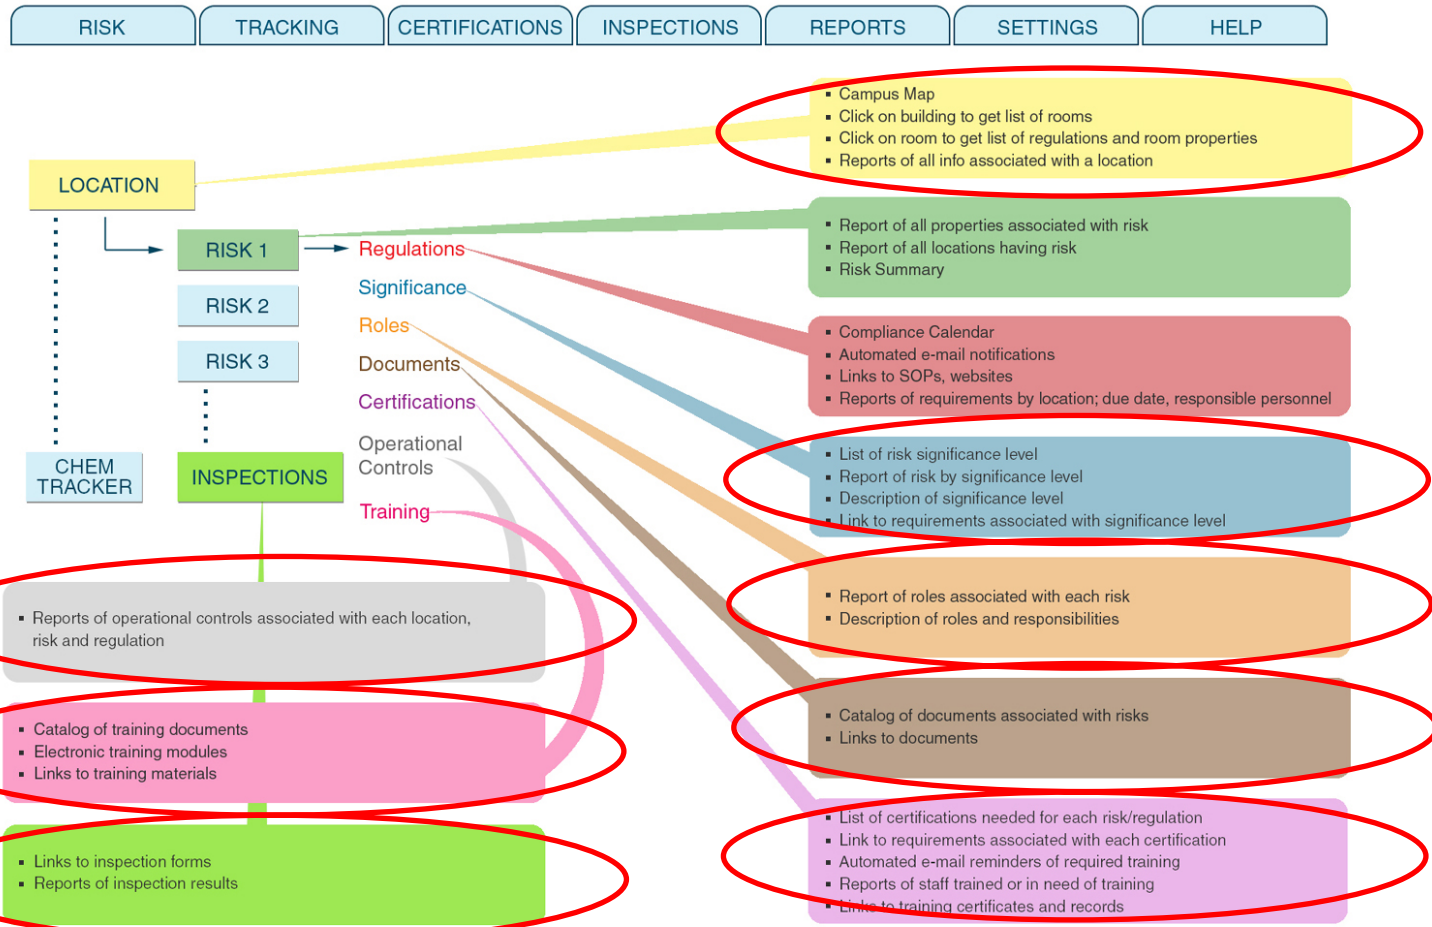 RISK
TRACKING
CERTIFICATIONS
INSPECTIONS
REPORTS
SETTINGS
HELP
LOCATION
RISK 1
RISK 2
RISK 3
CHEM
TRACKER
INSPECTIONS
Regulations
Significance
Roles
Documents
Certifications
Operational
Controls
Training
▪ Campus Map
▪ Click on building to get list of rooms
▪ Click on room to get list of regulations and room properties
▪ Reports of all info associated with a location
▪ Report of all properties associated with risk
▪ Report of all locations having risk
▪ Risk Summary
▪ Compliance Calendar
▪ Automated e-mail notifications
▪ Links to SOPs, websites
▪ Reports of requirements by location; due date, responsible personnel
▪ List of risk significance level
▪ Report of risk by significance level
▪ Description of significance level
▪ Link to requirements associated with significance level
▪ Report of roles associated with each risk
▪ Description of roles and responsibilities
▪ Catalog of documents associated with risks
▪ Links to documents
▪ List of certifications needed for each risk/regulation
▪ Link to requirements associated with each certification
▪ Automated e-mail reminders of required training
▪ Reports of staff trained or in need of training
▪ Links to training certificates and records
▪ Reports of operational controls associated with each location,
risk and regulation
▪ Catalog of training documents
▪ Electronic training modules
▪ Links to training materials
▪ Links to inspection forms
▪ Reports of inspection results